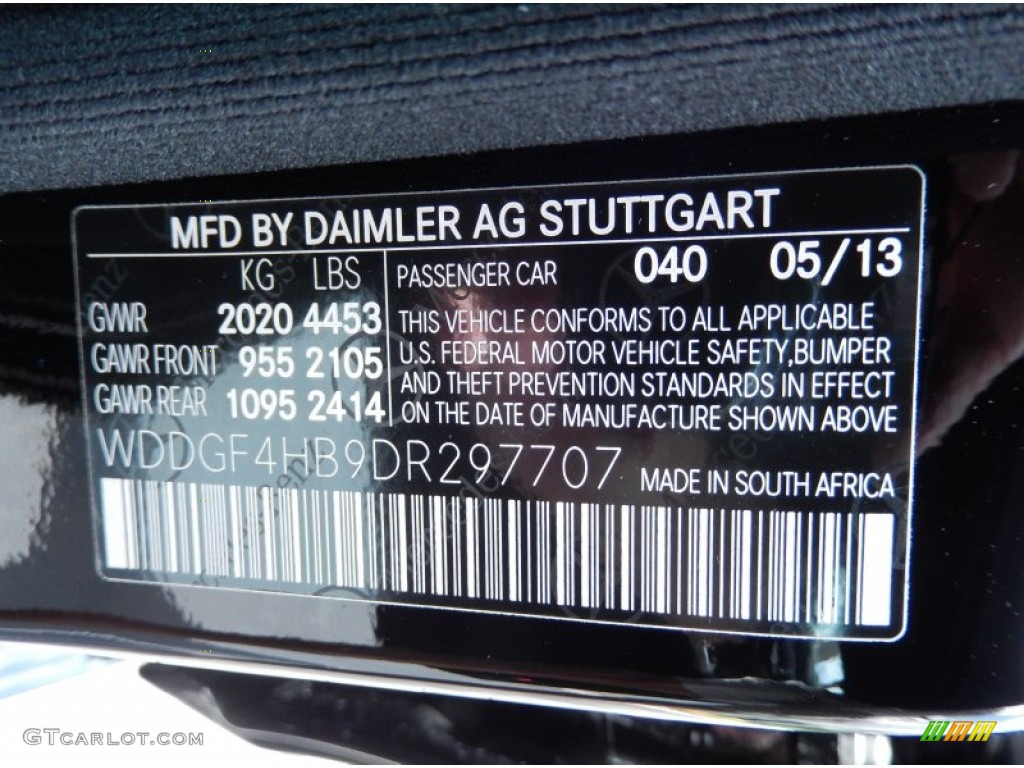 MFD BY DAIMLER AG STUTTGART
KG LBS
GVWR 2020 4453
GAWR FRONT 955 2105
GAWR REAR 1095 2414
PASSENGER CAR 040 05/13
THIS VEHICLE CONFORMS TO ALL APPLICABLE
U.S. FEDERAL MOTOR VEHICLE SAFETY, BUMPER
AND THEFT PREVENTION STANDARDS IN EFFECT
ON THE DATE OF MANUFACTURE SHOWN ABOVE
WDDGF4HB9DR297707 MADE IN SOUTH AFRICA
GTCARLOT.COM